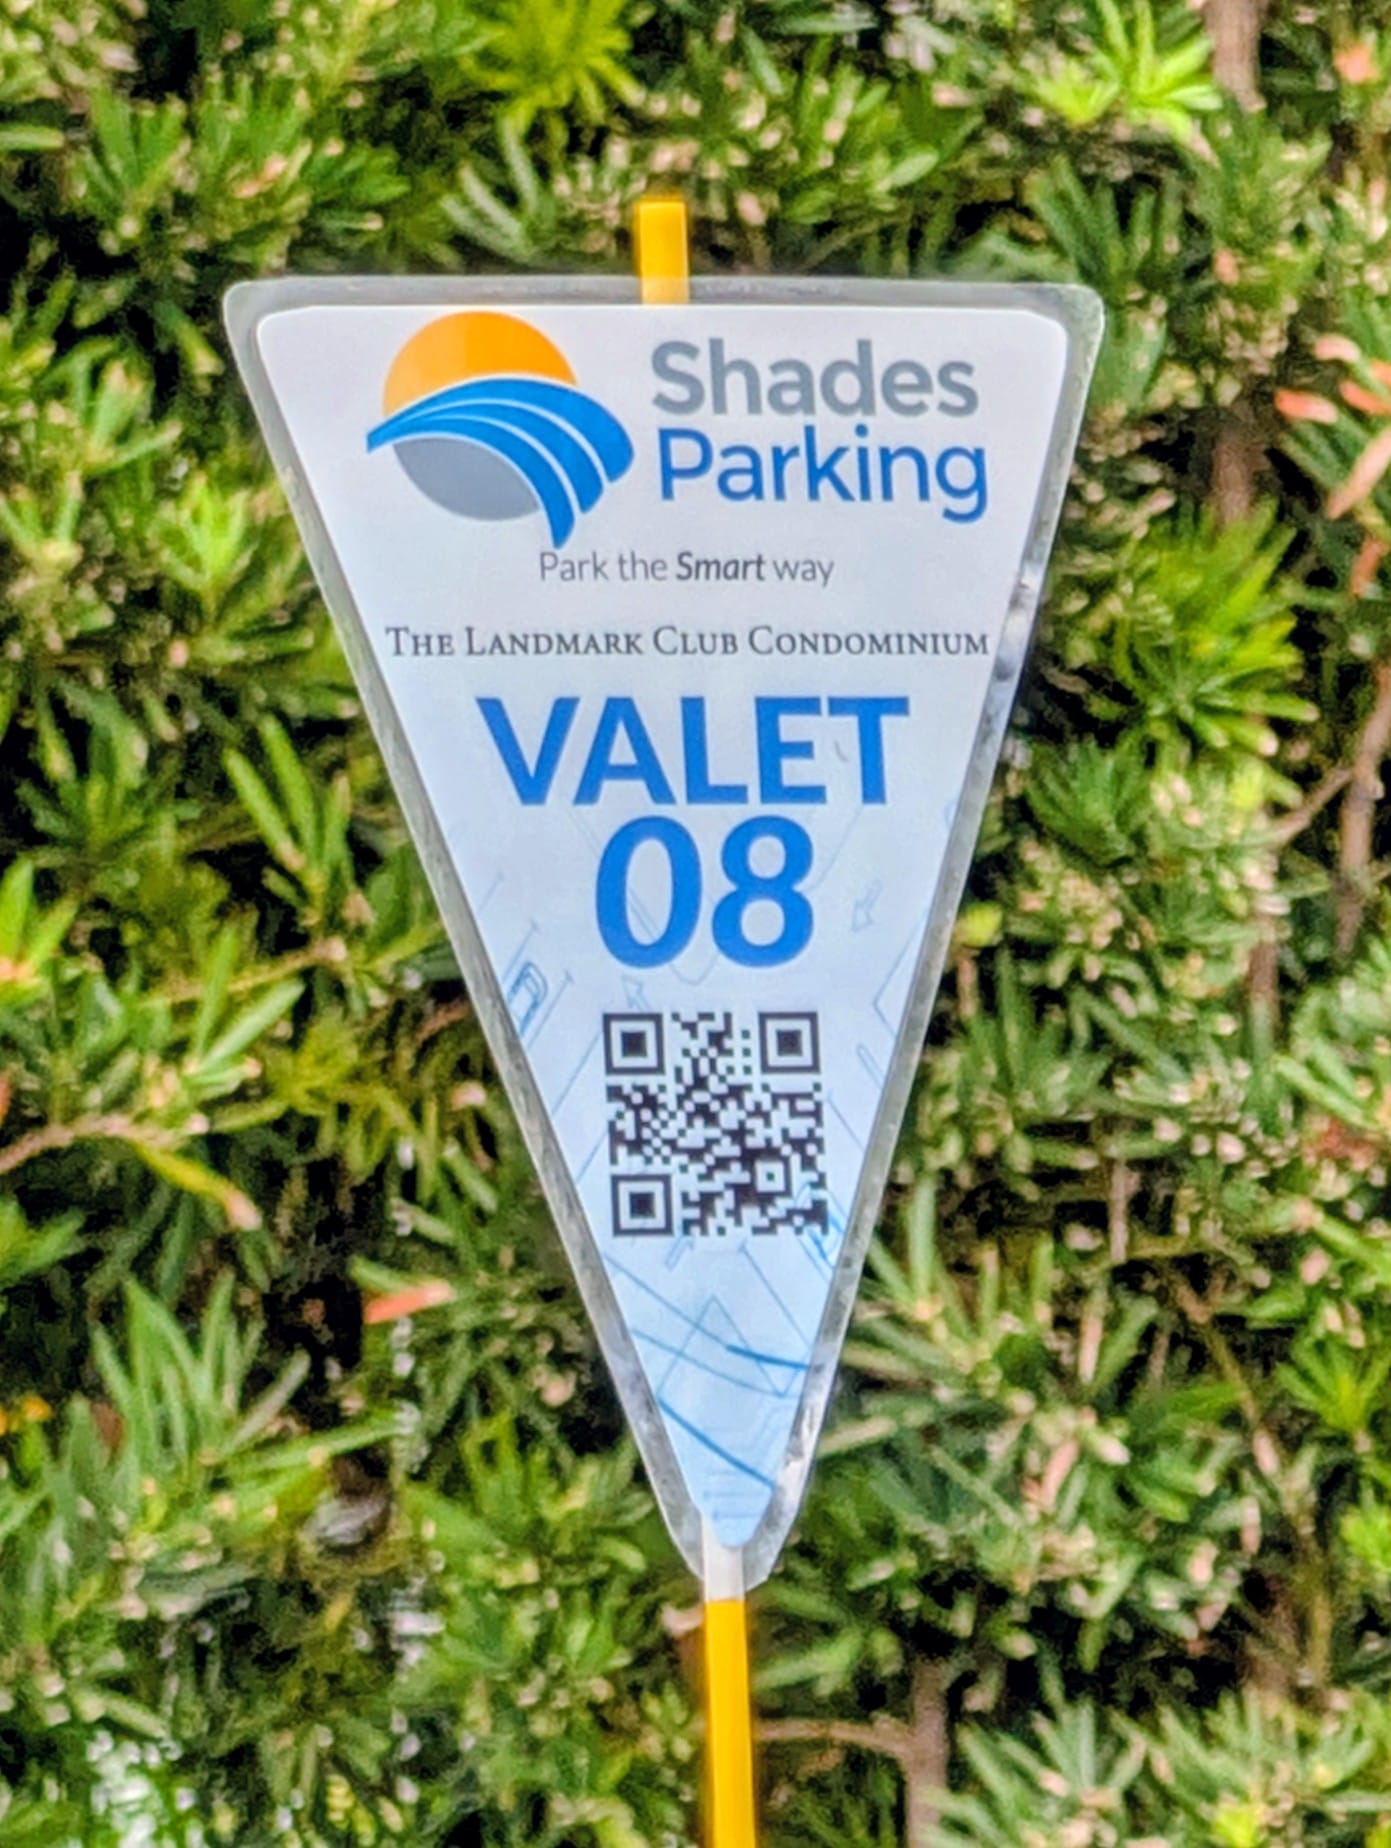 Shades
Parking
Park the Smart way
THE LANDMARK CLUB CONDOMINIUM
VALET
08